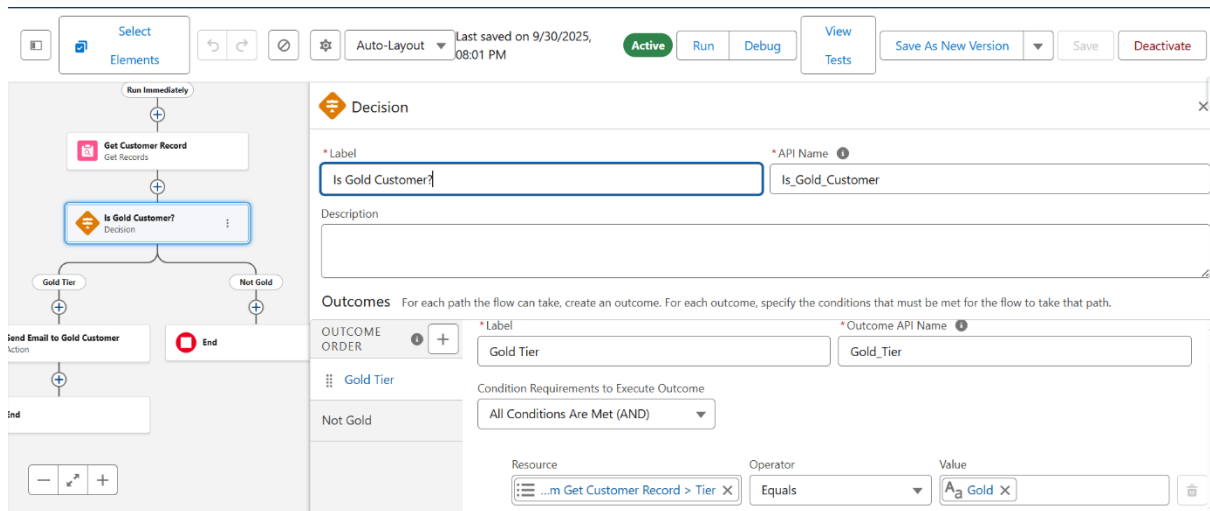 Select
Elements
Auto-Layout
Last saved on 9/30/2025,
08:01 PM
Active
Run
Debug
View
Tests
Save As New Version
Save
Deactivate
Run Immediately
Get Customer Record
Get Records
Is Gold Customer?
Decision
Gold Tier
Not Gold
Send Email to Gold Customer
Action
End
End
Decision
*Label
Is Gold Customer?
*API Name
Is_Gold_Customer
Description
Outcomes For each path the flow can take, create an outcome. For each outcome, specify the conditions that must be met for the flow to take that path.
OUTCOME
ORDER
Gold Tier
Not Gold
*Label
Gold Tier
*Outcome API Name
Gold_Tier
Condition Requirements to Execute Outcome
All Conditions Are Met (AND)
Resource
...m Get Customer Record > Tier
Operator
Equals
Value
Gold